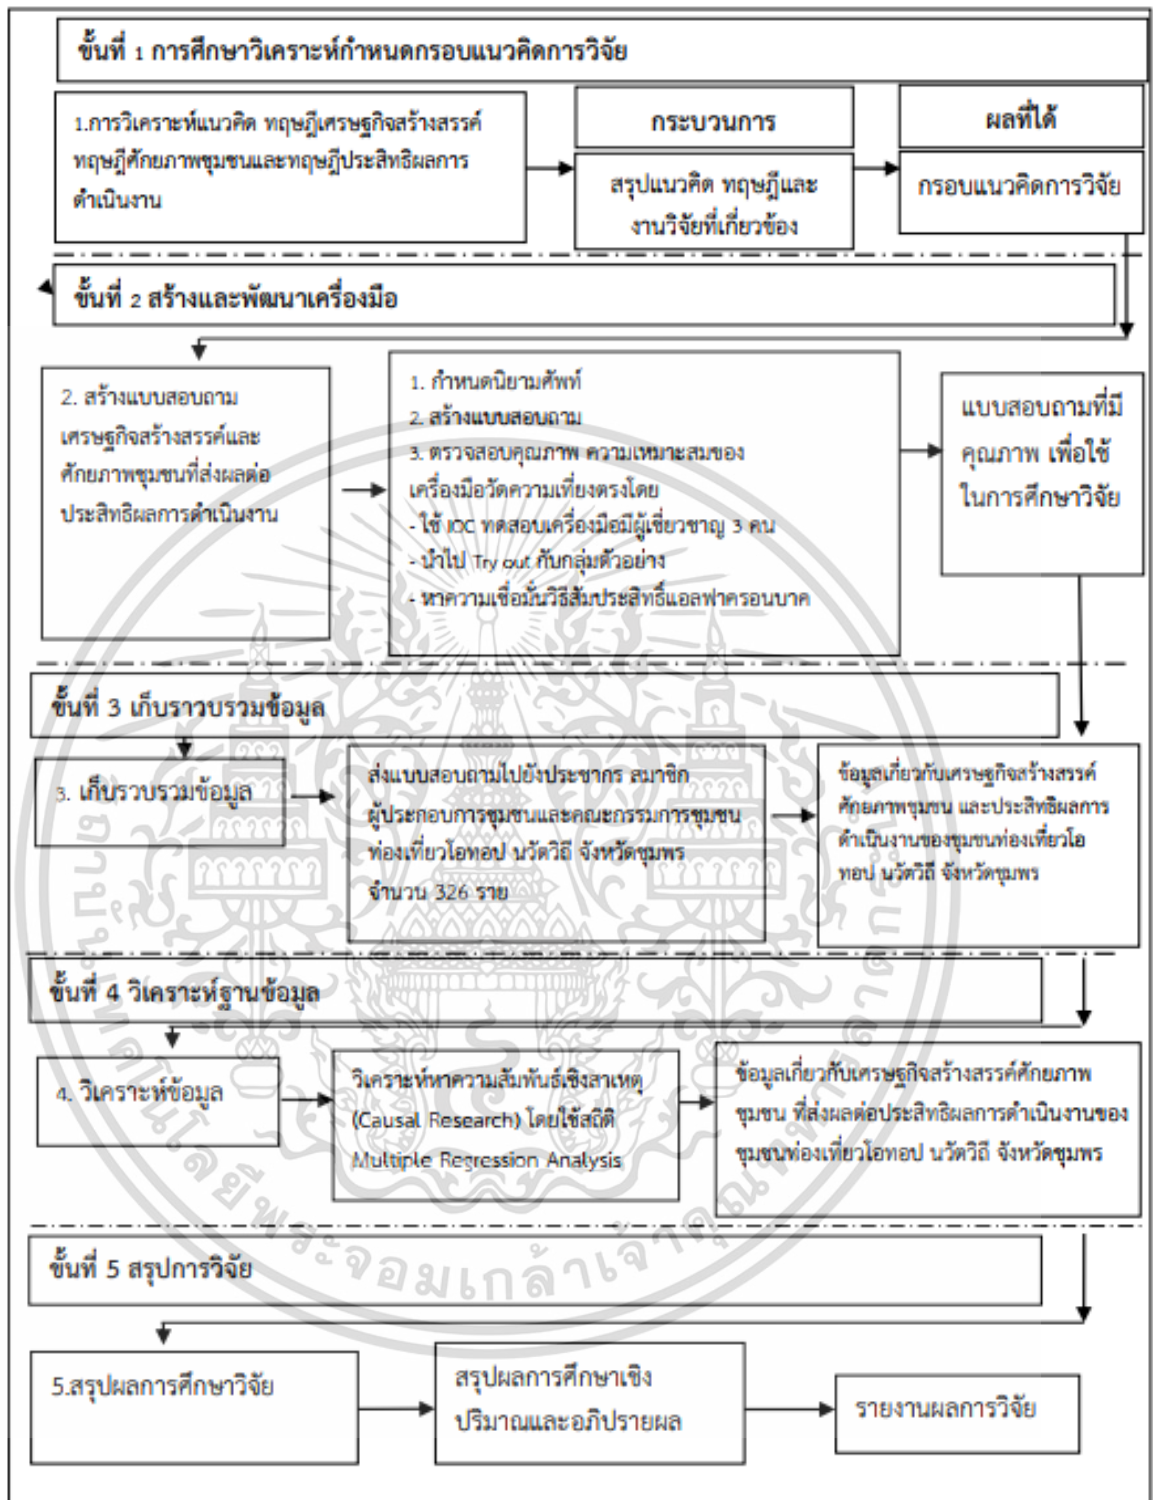 ขั้นที่ 1 การศึกษาวิเคราะห์กำหนดกรอบแนวคิดการวิจัย
1.การวิเคราะห์แนวคิด ทฤษฎีเศรษฐกิจสร้างสรรค์
ทฤษฎีศักยภาพชุมชนและทฤษฎีประสิทธิผลการ
ดำเนินงาน
กระบวนการ
สรุปแนวคิด ทฤษฎีและ
งานวิจัยที่เกี่ยวข้อง
ผลที่ได้
กรอบแนวคิดการวิจัย
ขั้นที่ 2 สร้างและพัฒนาเครื่องมือ
2. สร้างแบบสอบถาม
เศรษฐกิจสร้างสรรค์และ
ศักยภาพชุมชนที่ส่งผลต่อ
ประสิทธิผลการดำเนินงาน
1. กำหนดนิยามศัพท์
2. สร้างแบบสอบถาม
3. ตรวจสอบคุณภาพ ความเหมาะสมของ
เครื่องมือวัดความเที่ยงตรงโดย
- ใช้ IOC ทดสอบเครื่องมือมีผู้เชี่ยวชาญ 3 คน
- นำไป Try out กับกลุ่มตัวอย่าง
- หาความเชื่อมั่นวิธีสัมประสิทธิ์แอลฟาครอนบาค
แบบสอบถามที่มี
คุณภาพ เพื่อใช้
ในการศึกษาวิจัย
ขั้นที่ 3 เก็บราวบรวมข้อมูล
3. เก็บรวบรวมข้อมูล
ส่งแบบสอบถามไปยังประชากร สมาชิก
ผู้ประกอบการชุมชนและคณะกรรมการชุมชน
ท่องเที่ยวโอทอป นวัตวิถี จังหวัดชุมพร
จำนวน 326 ราย
ข้อมูลเกี่ยวกับเศรษฐกิจสร้างสรรค์
ศักยภาพชุมชน และประสิทธิผลการ
ดำเนินงานของชุมชนท่องเที่ยวโอ
ทอป นวัตวิถี จังหวัดชุมพร
ขั้นที่ 4 วิเคราะห์ฐานข้อมูล
4. วิเคราะห์ข้อมูล
วิเคราะห์หาความสัมพันธ์เชิงสาเหตุ
(Causal Research) โดยใช้สถิติ
Multiple Regression Analysis
ข้อมูลเกี่ยวกับเศรษฐกิจสร้างสรรค์ศักยภาพ
ชุมชน ที่ส่งผลต่อประสิทธิผลการดำเนินงานของ
ชุมชนท่องเที่ยวโอทอป นวัตวิถี จังหวัดชุมพร
ขั้นที่ 5 สรุปการวิจัย
5.สรุปผลการศึกษาวิจัย
สรุปผลการศึกษาเชิง
ปริมาณและอภิปรายผล
รายงานผลการวิจัย
สถาบันเทคโนโลยีพระจอมเกล้าเจ้าคุณทหารลาดกระบัง